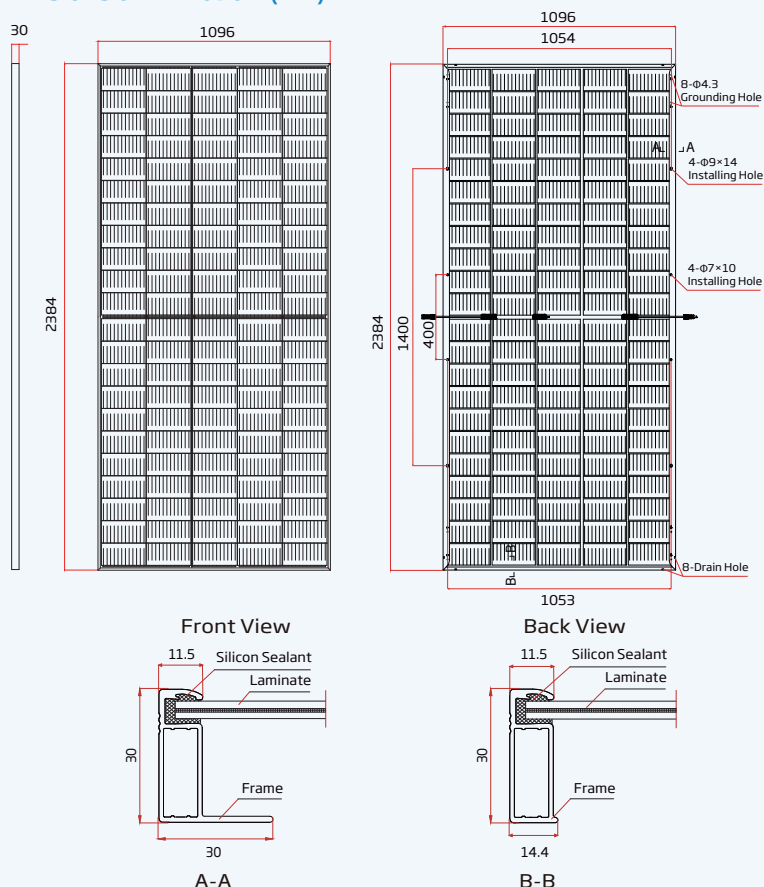 30
1096
2384
1096
1054
8-Φ4.3
Grounding Hole
A
A
4-Φ9×14
Installing Hole
4-Φ7×10
Installing Hole
2384
1400
400
B
B
8-Drain Hole
1053
Front View
Back View
11.5
Silicon Sealant
Laminate
30
Frame
30
A-A
11.5
Silicon Sealant
Laminate
30
Frame
14.4
B-B